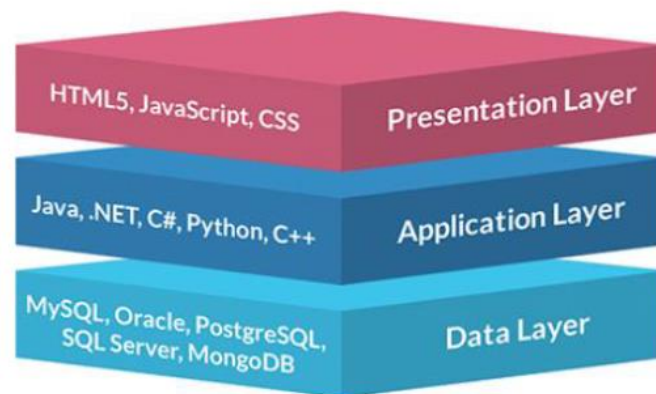 HTML5, JavaScript, CSS
Presentation Layer
Java, .NET, C#, Python, C++
Application Layer
MySQL, Oracle, PostgreSQL,
SQL Server, MongoDB
Data Layer